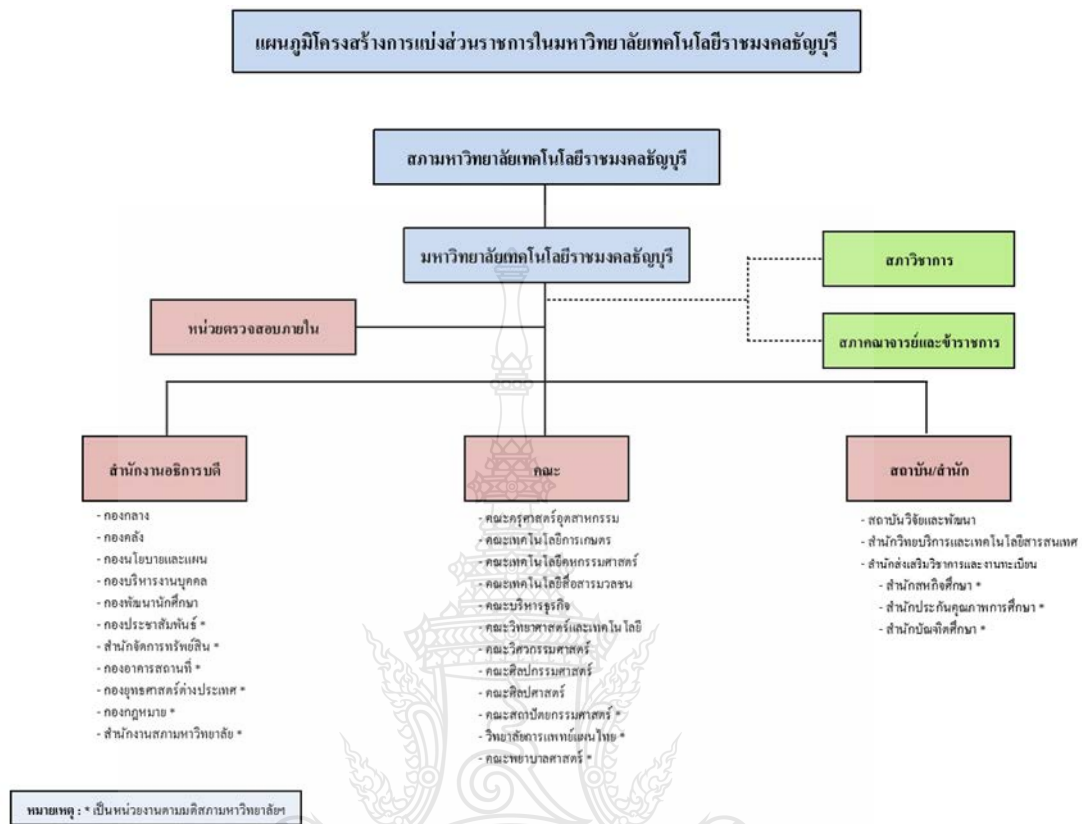 แผนภูมิโครงสร้างการแบ่งส่วนราชการในมหาวิทยาลัยเทคโนโลยีราชมงคลธัญบุรี
สภามหาวิทยาลัยเทคโนโลยีราชมงคลธัญบุรี
มหาวิทยาลัยเทคโนโลยีราชมงคลธัญบุรี
สภาวิชาการ
หน่วยตรวจสอบภายใน
สภาคณาจารย์และข้าราชการ
สำนักงานอธิการบดี
- กองกลาง
- กองคลัง
- กองนโยบายและแผน
- กองบริหารงานบุคคล
- กองพัฒนานักศึกษา
- กองประชาสัมพันธ์ *
- สำนักจัดการทรัพย์สิน *
- กองอาคารสถานที่ *
- กองยุทธศาสตร์ต่างประเทศ *
- กองกฎหมาย *
- สำนักงานสภามหาวิทยาลัย *
คณะ
- คณะครุศาสตร์อุตสาหกรรม
- คณะเทคโนโลยีการเกษตร
- คณะเทคโนโลยีคหกรรมศาสตร์
- คณะเทคโนโลยีสื่อสารมวลชน
- คณะบริหารธุรกิจ
- คณะวิทยาศาสตร์และเทคโนโลยี
- คณะวิศวกรรมศาสตร์
- คณะศิลปกรรมศาสตร์
- คณะศิลปศาสตร์
- คณะสถาปัตยกรรมศาสตร์ *
- วิทยาลัยการแพทย์แผนไทย *
- คณะพยาบาลศาสตร์ *
สถาบัน/สำนัก
- สถาบันวิจัยและพัฒนา
- สำนักวิทยบริการและเทคโนโลยีสารสนเทศ
- สำนักส่งเสริมวิชาการและงานทะเบียน
- สำนักสหกิจศึกษา *
- สำนักประกันคุณภาพการศึกษา *
- สำนักบัณฑิตศึกษา *
หมายเหตุ : * เป็นหน่วยงานตามมติสภามหาวิทยาลัยฯ